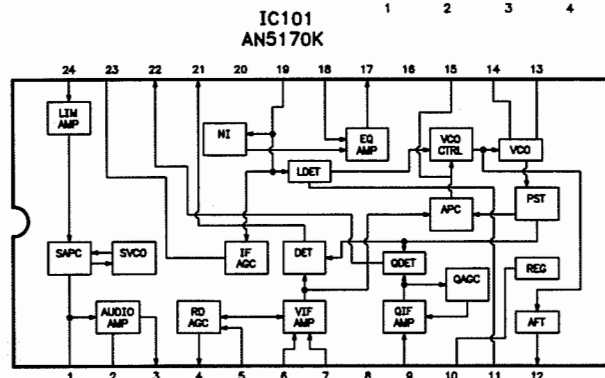 1 2 3 4
IC101
AN5170K
24 23 22 21 20 19 18 17 16 15 14 13
LIM
AMP
NI
EQ
AMP
VCO
CTRL
VCO
LDET
PST
APC
SAPC
SVCO
IF
AGC
DET
QDET
REG
QAGC
AUDIO
AMP
RD
AGC
VIF
AMP
QIF
AMP
AFT
1 2 3 4 5 6 7 8 9 10 11 12